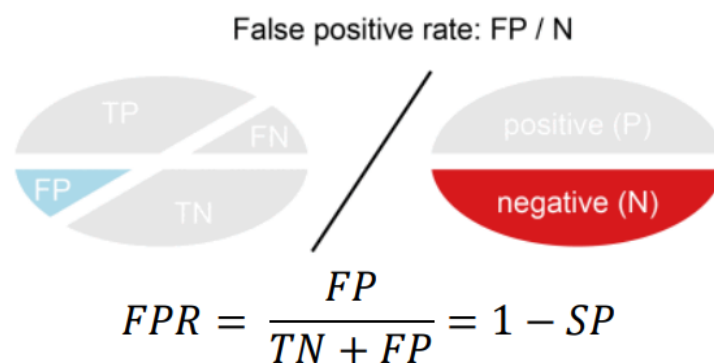 False positive rate: FP / N
TP
FN
FP
TN
positive (P)
negative (N)
FPR = FP / (TN + FP) = 1 − SP